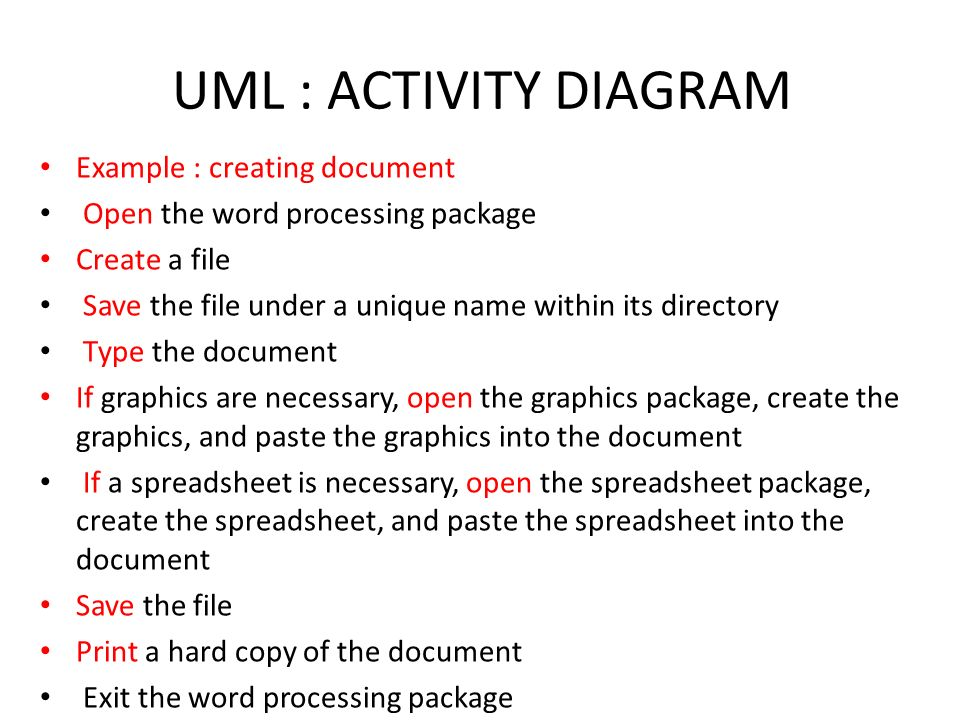 UML : ACTIVITY DIAGRAM
• Example : creating document
• Open the word processing package
• Create a file
• Save the file under a unique name within its directory
• Type the document
• If graphics are necessary, open the graphics package, create the
graphics, and paste the graphics into the document
• If a spreadsheet is necessary, open the spreadsheet package,
create the spreadsheet, and paste the spreadsheet into the
document
• Save the file
• Print a hard copy of the document
• Exit the word processing package